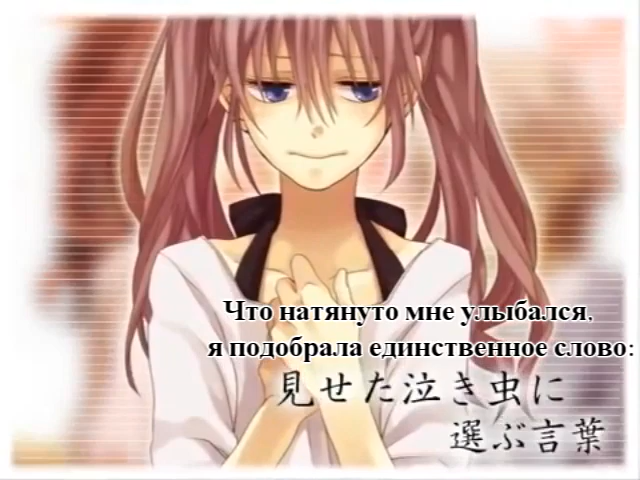 Что натянуто мне улыбался,
я подобрала единственное слово:
見せた泣き虫に
選ぶ言葉